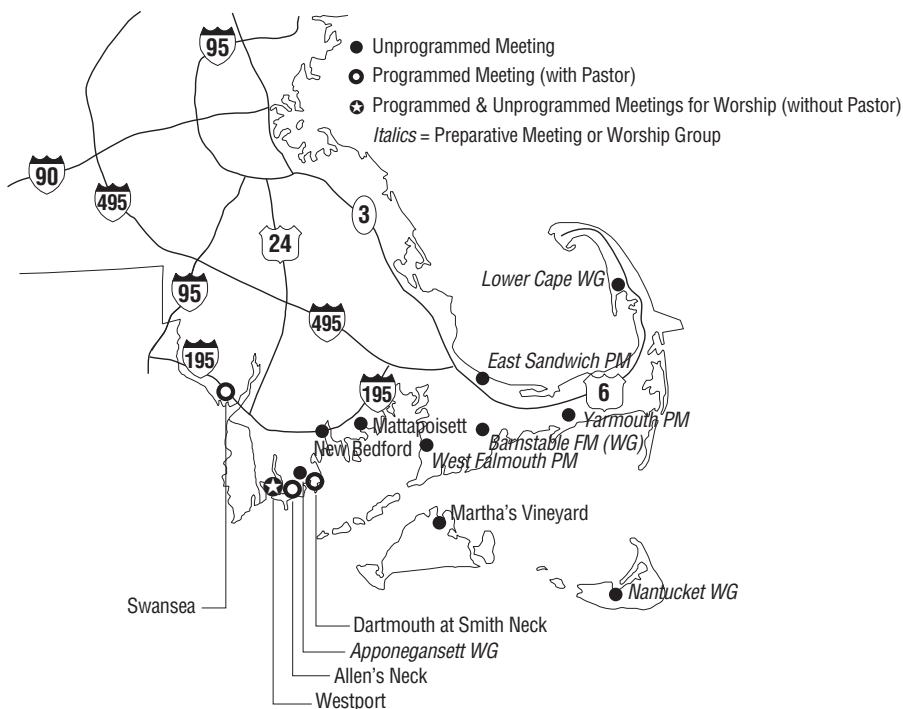 95
Unprogrammed Meeting
Programmed Meeting (with Pastor)
Programmed & Unprogrammed Meetings for Worship (without Pastor)
Italics = Preparative Meeting or Worship Group
90
495
3
24
Lower Cape WG
95
495
195
East Sandwich PM
195
6
Mattapoisett
Yarmouth PM
New Bedford
Barnstable FM (WG)
West Falmouth PM
Martha's Vineyard
Nantucket WG
Swansea
Dartmouth at Smith Neck
Apponegansett WG
Allen's Neck
Westport